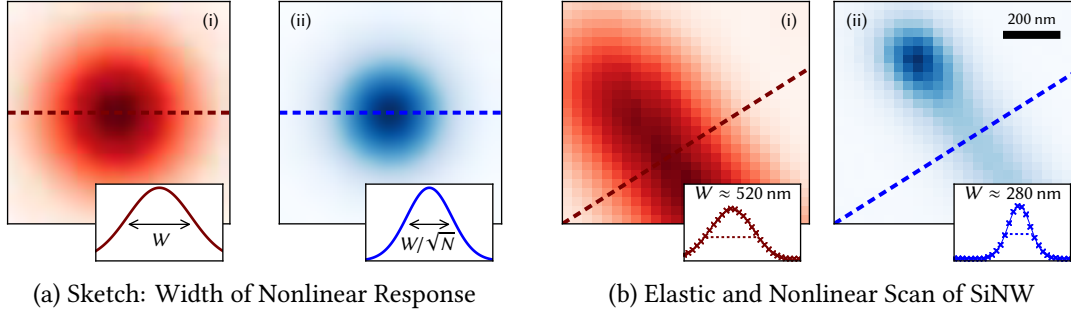 (i)
(ii)
W
W/√N
(i)
(ii)
200 nm
W ≈ 520 nm
W ≈ 280 nm
(a) Sketch: Width of Nonlinear Response
(b) Elastic and Nonlinear Scan of SiNW